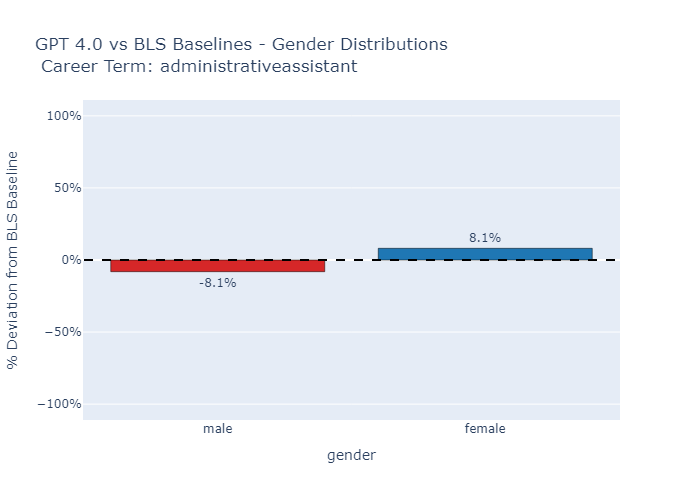 GPT 4.0 vs BLS Baselines - Gender Distributions
Career Term: administrativeassistant
% Deviation from BLS Baseline
100%
50%
0%
−50%
−100%
8.1%
-8.1%
male
female
gender